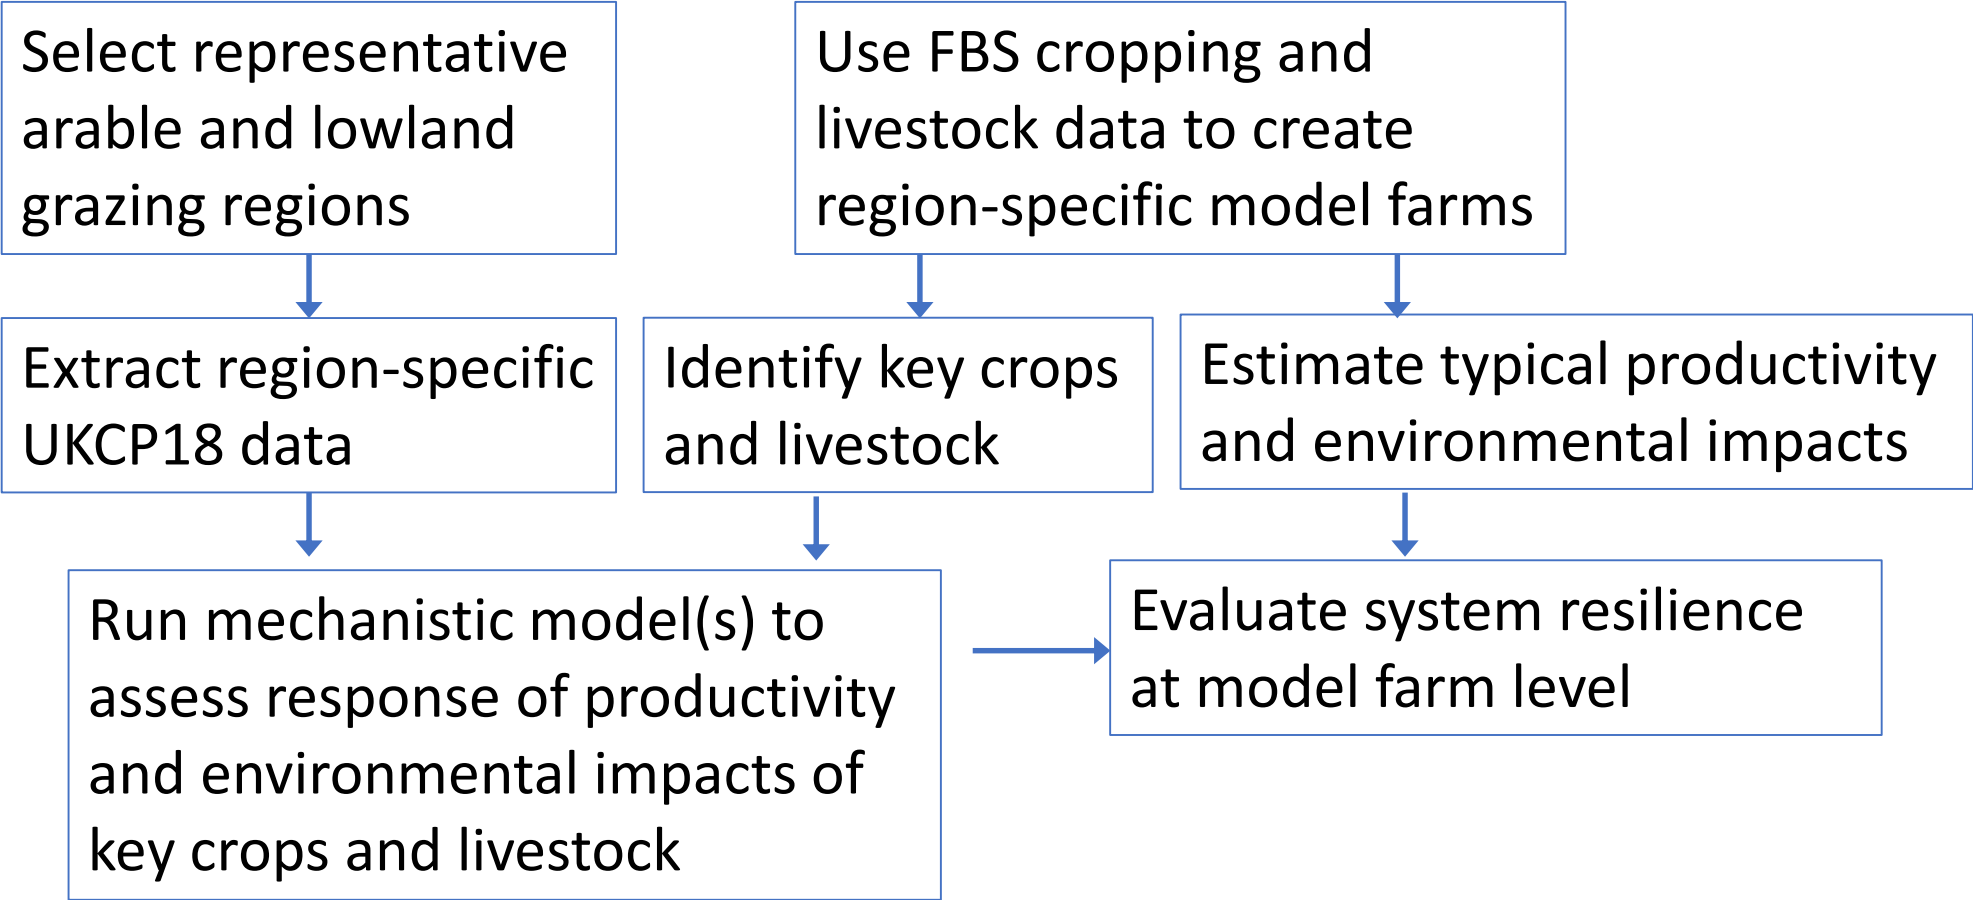 Select representative
arable and lowland
grazing regions
Use FBS cropping and
livestock data to create
region-specific model farms
Extract region-specific
UKCP18 data
Identify key crops
and livestock
Estimate typical productivity
and environmental impacts
Run mechanistic model(s) to
assess response of productivity
and environmental impacts of
key crops and livestock
Evaluate system resilience
at model farm level